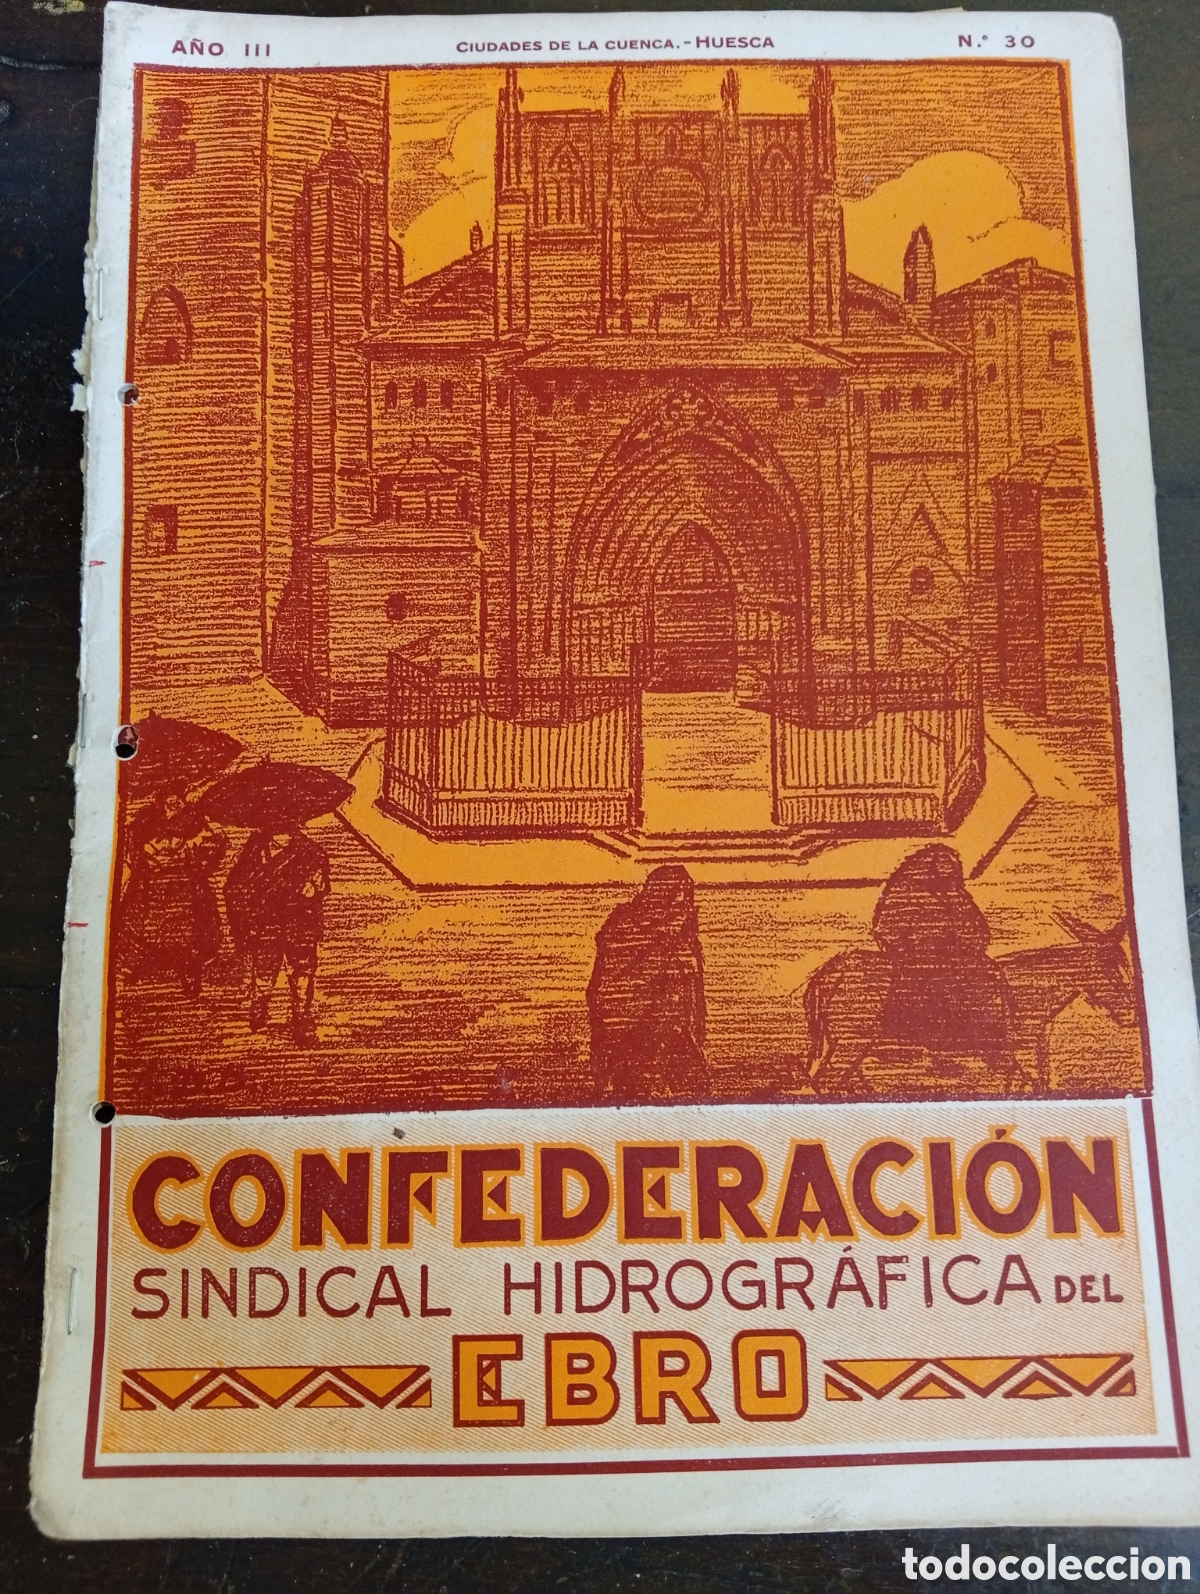 AÑO III
CIUDADES DE LA CUENCA.-HUESCA
N.º 30
CONFEDERACIÓN
SINDICAL HIDROGRÁFICA DEL
EBRO
todocoleccion